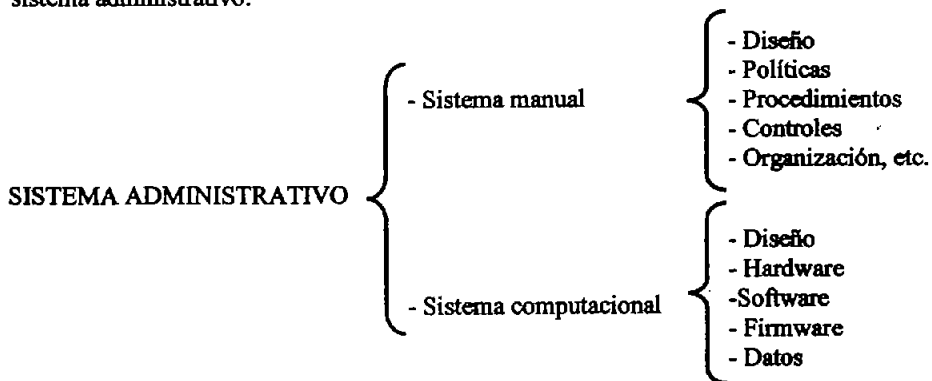 sistema administrativo.
- Diseño
- Políticas
- Sistema manual
- Procedimientos
- Controles
- Organización, etc.
SISTEMA ADMINISTRATIVO
- Diseño
- Hardware
- Sistema computacional
-Software
- Firmware
- Datos